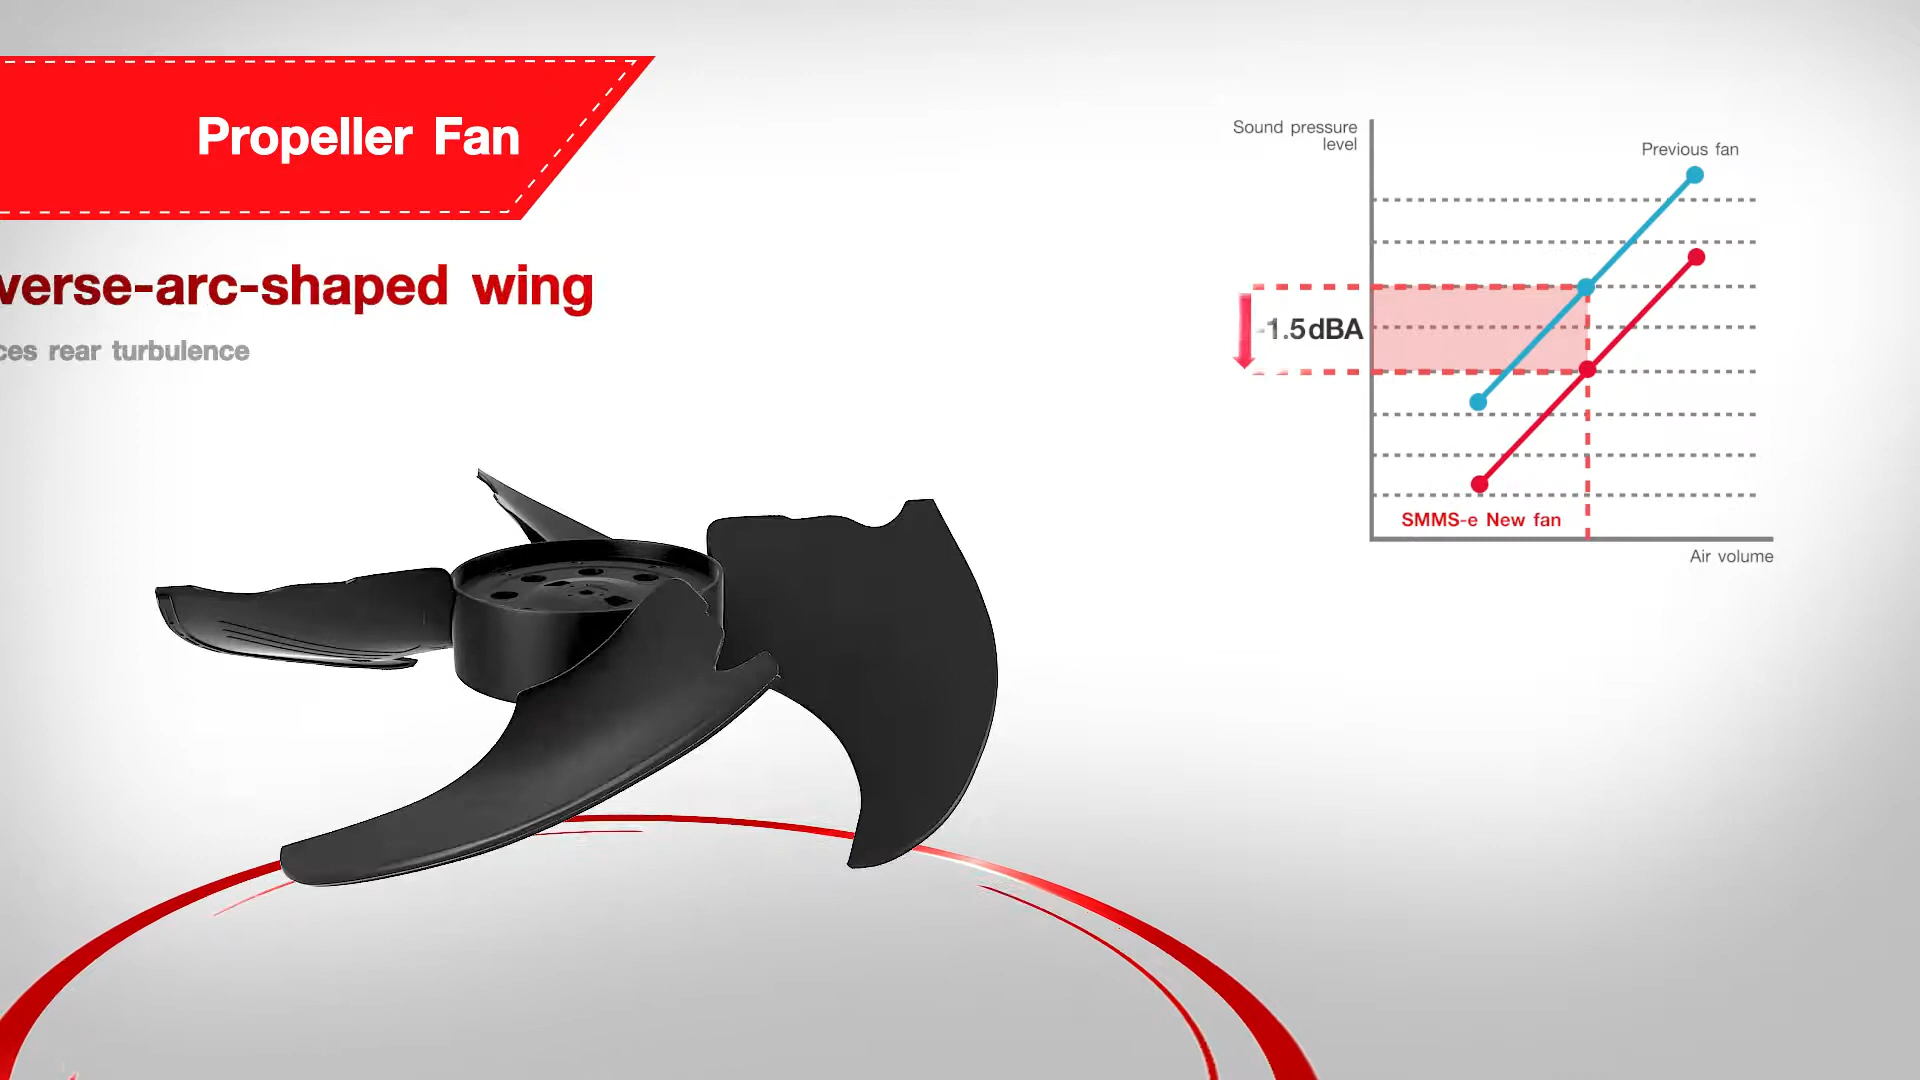 Propeller Fan
verse-arc-shaped wing
ces rear turbulence
Sound pressure
level
Previous fan
-1.5dBA
SMMS-e New fan
Air volume